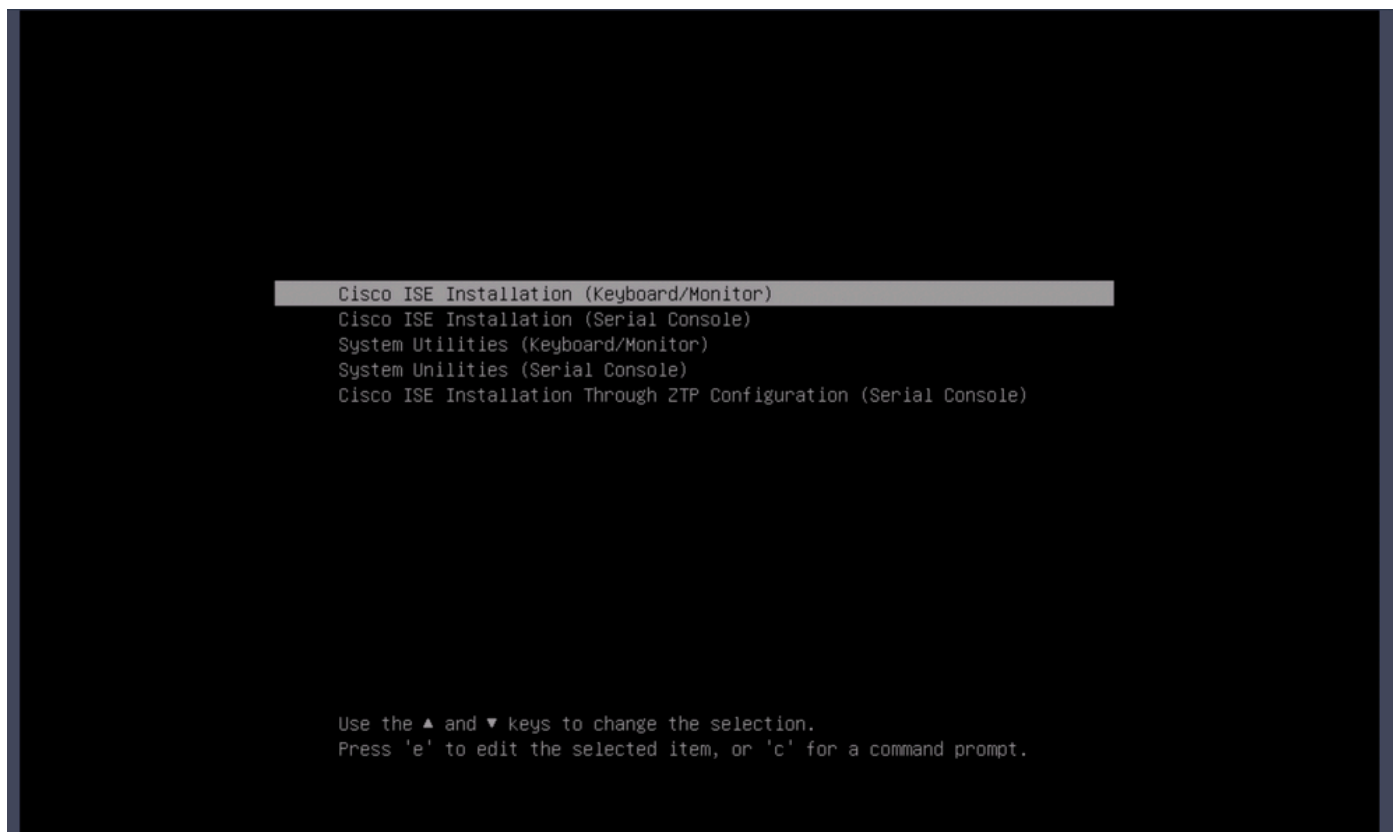 Cisco ISE Installation (Keyboard/Monitor)
Cisco ISE Installation (Serial Console)
System Utilities (Keyboard/Monitor)
System Unilities (Serial Console)
Cisco ISE Installation Through ZTP Configuration (Serial Console)
Use the ▲ and ▼ keys to change the selection.
Press 'e' to edit the selected item, or 'c' for a command prompt.